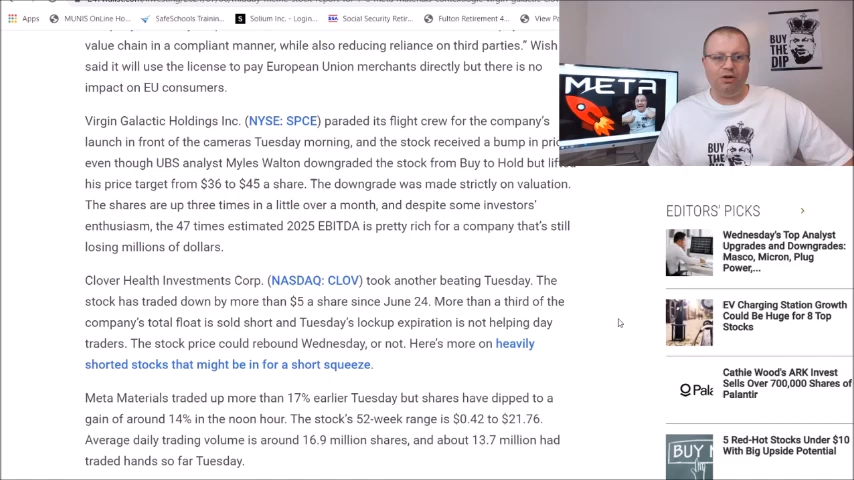 Apps
MUNIS OnLine Ho...
SafeSchools Trainin...
Solium Inc. - Login...
Social Security Retir...
Fulton Retirement 4...
View Pa
value chain in a compliant manner, while also reducing reliance on third parties.” Wish
said it will use the license to pay European Union merchants directly but there is no
impact on EU consumers.
Virgin Galactic Holdings Inc. (NYSE: SPCE) paraded its flight crew for the company’s
launch in front of the cameras Tuesday morning, and the stock received a bump in
even though UBS analyst Myles Walton downgraded the stock from Buy to Hold but
his price target from $36 to $45 a share. The downgrade was made strictly on valuation.
The shares are up three times in a little over a month, and despite some investors’
enthusiasm, the 47 times estimated 2025 EBITDA is pretty rich for a company that’s still
losing millions of dollars.
Clover Health Investments Corp. (NASDAQ: CLOV) took another beating Tuesday. The
stock has traded down by more than $5 a share since June 24. More than a third of the
company’s total float is sold short and Tuesday’s lockup expiration is not helping day
traders. The stock price could rebound Wednesday, or not. Here’s more on heavily
shorted stocks that might be in for a short squeeze.
Meta Materials traded up more than 17% earlier Tuesday but shares have dipped to a
gain of around 14% in the noon hour. The stock’s 52-week range is $0.42 to $21.76.
Average daily trading volume is around 16.9 million shares, and about 13.7 million had
traded hands so far Tuesday.
META
BUY
THE DIP
BUY
THE
EDITORS' PICKS
Wednesday's Top Analyst
Upgrades and Downgrades:
Masco, Micron, Plug
Power,...
EV Charging Station Growth
Could Be Huge for 8 Top
Stocks
Pala
Cathie Wood's ARK Invest
Sells Over 700,000 Shares of
Palantir
BUY
5 Red-Hot Stocks Under $10
With Big Upside Potential